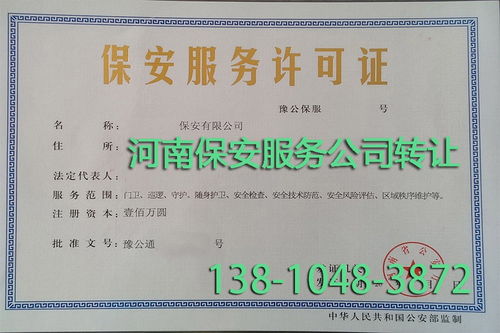 保安服务许可证
豫公保服 号
名 称： 保安有限公司
住 所：
河南保安服务公司转让
法定代表人：
服务范围：门卫、巡逻、守护、随身护卫、安全检查、安全技术防范、安全风险评估、区域秩序维护等。
注册资本：壹佰万圆
批准文号：豫公通 号
138-1048-3872
中华人民共和国公安部监制